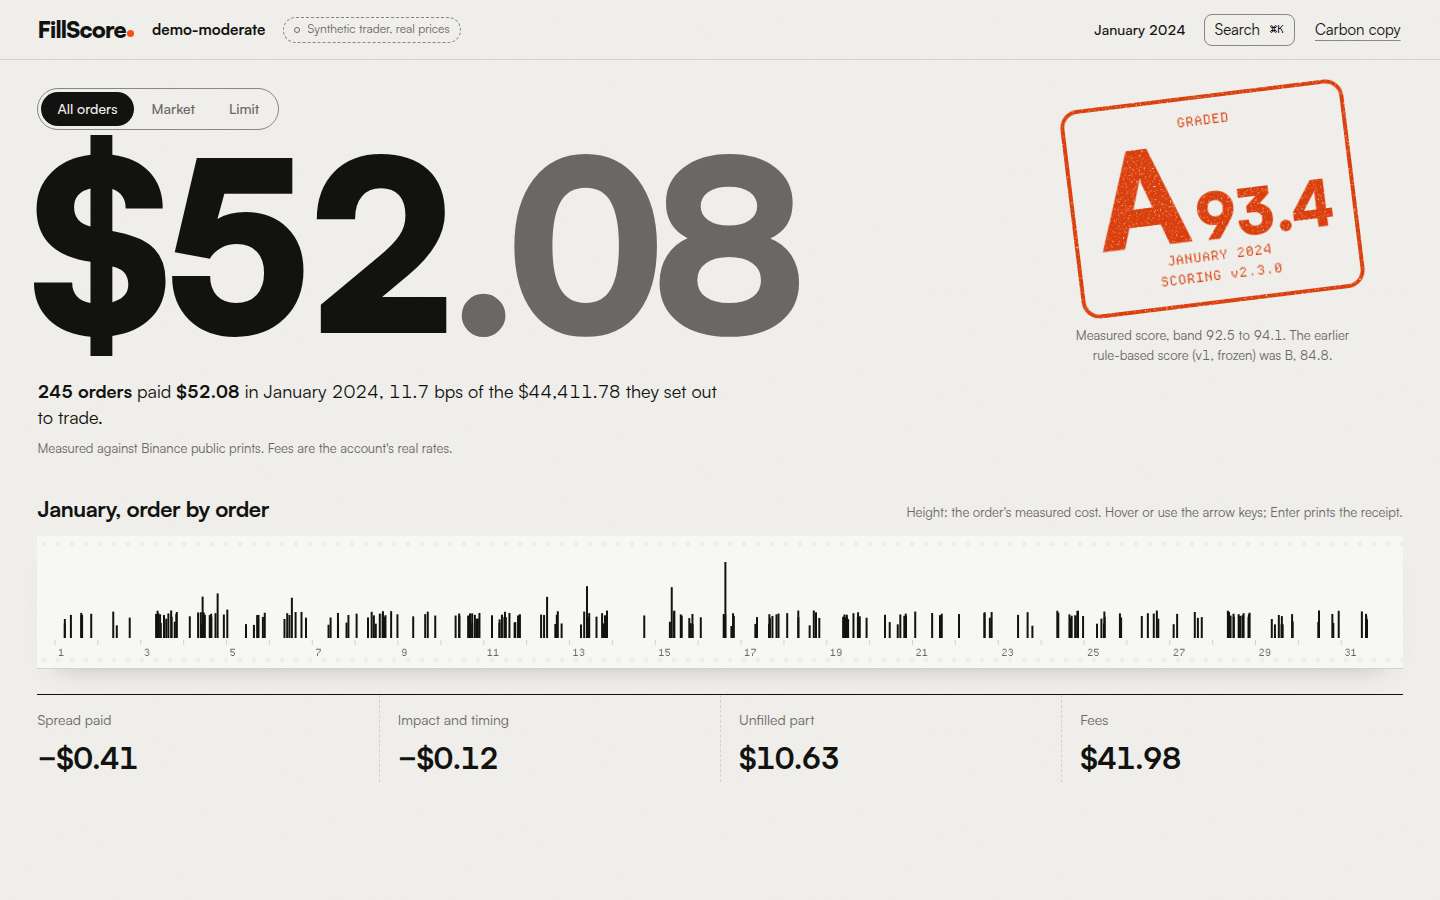 FillScore. demo-moderate Synthetic trader, real prices January 2024 Search ⌘K Carbon copy
All orders Market Limit
$52.08
GRADED
A 93.4
JANUARY 2024
SCORING v2.3.0
Measured score, band 92.5 to 94.1. The earlier
rule-based score (v1, frozen) was B, 84.8.
245 orders paid $52.08 in January 2024, 11.7 bps of the $44,411.78 they set out
to trade.
Measured against Binance public prints. Fees are the account's real rates.
January, order by order Height: the order's measured cost. Hover or use the arrow keys; Enter prints the receipt.
1 3 5 7 9 11 13 15 17 19 21 23 25 27 29 31
Spread paid Impact and timing Unfilled part Fees
−$0.41 −$0.12 $10.63 $41.98